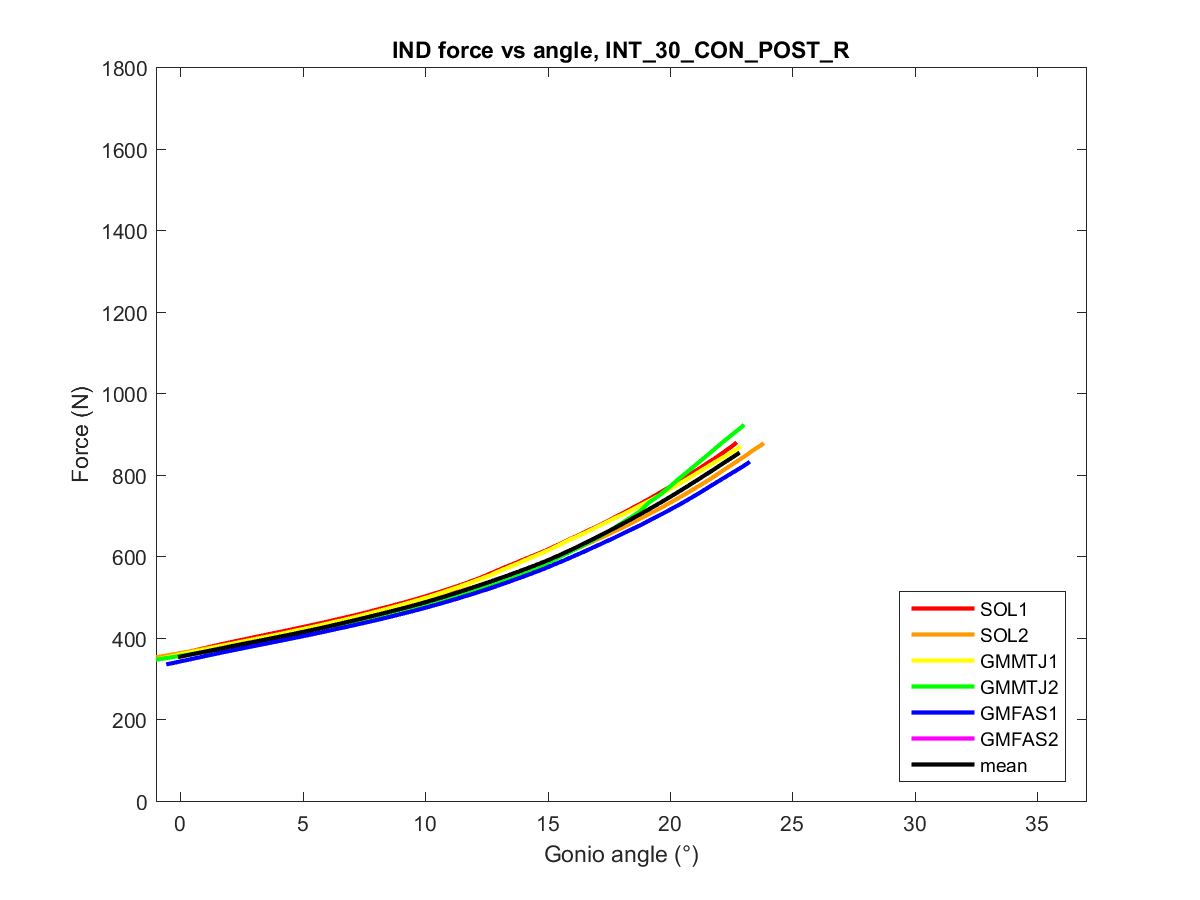 IND force vs angle, INT_30_CON_POST_R
1800
1600
1400
1200
1000
800
600
400
200
0
Force (N)
0 5 10 15 20 25 30 35
Gonio angle (°)
SOL1
SOL2
GMMTJ1
GMMTJ2
GMFAS1
GMFAS2
mean